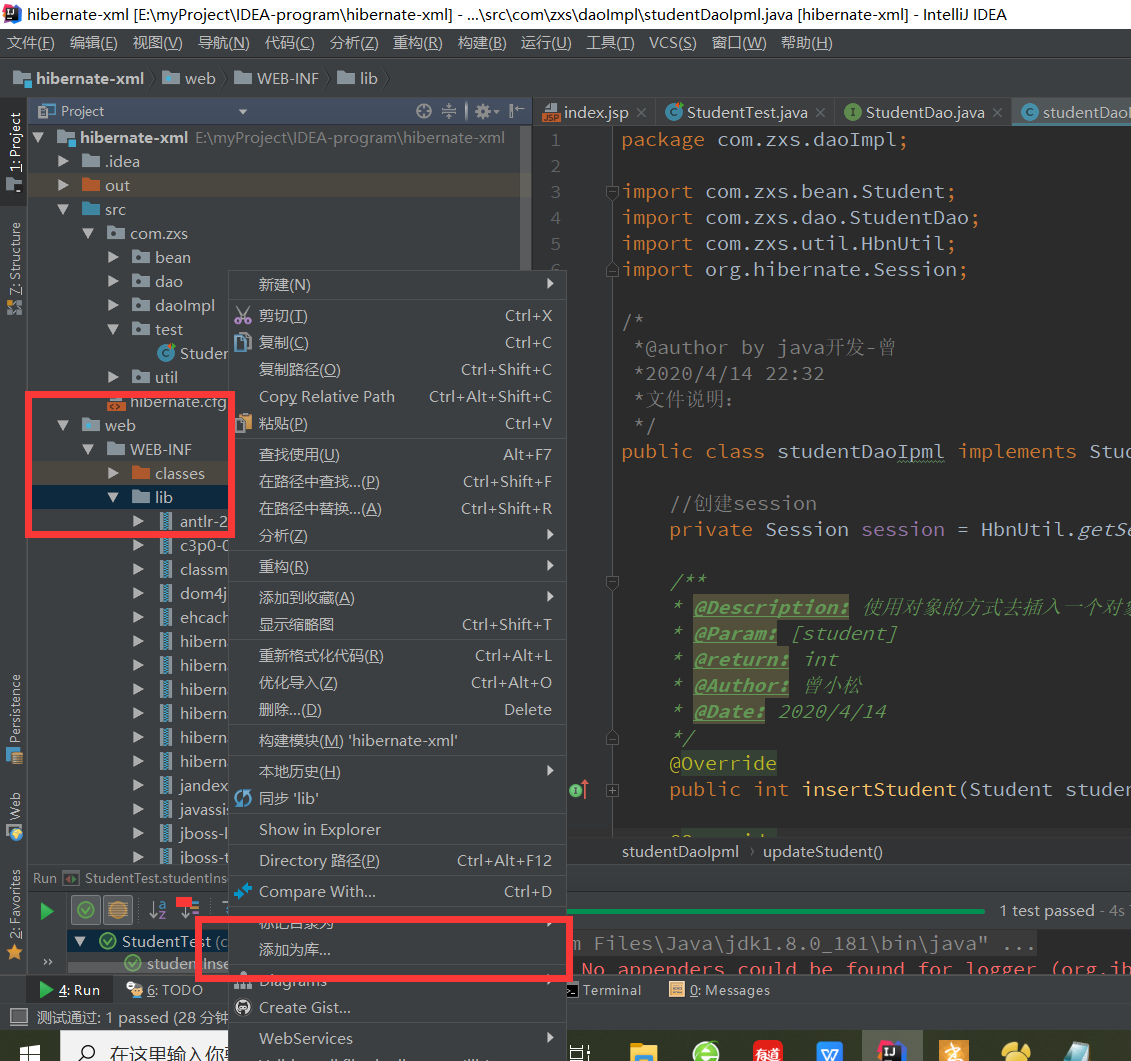 hibernate-xml [E:\myProject\IDEA-program\hibernate-xml] - ...\src\com\zxs\daoImpl\studentDaoIpml.java [hibernate-xml] - IntelliJ IDEA
文件(F) 编辑(E) 视图(V) 导航(N) 代码(C) 分析(Z) 重构(R) 构建(B) 运行(U) 工具(T) VCS(S) 窗口(W) 帮助(H)
hibernate-xml web WEB-INF lib
Project
index.jsp StudentTest.java StudentDao.java studentDaoI
1: Project
Z: Structure
Persistence
Web
2: Favorites
hibernate-xml E:\myProject\IDEA-program\hibernate-xml
.idea
out
src
com.zxs
bean
dao
daoImpl
test
Studen
util
hibernate.cfg
web
WEB-INF
classes
lib
antlr-2
c3p0-0
classm
dom4j
ehcach
hibern
hibern
hibern
hibern
hibern
hibern
jandex
javassis
jboss-l
jboss-t
新建(N)
剪切(T) Ctrl+X
复制(C) Ctrl+C
复制路径(O) Ctrl+Shift+C
Copy Relative Path Ctrl+Alt+Shift+C
粘贴(P) Ctrl+V
查找使用(U) Alt+F7
在路径中查找...(P) Ctrl+Shift+F
在路径中替换...(A) Ctrl+Shift+R
分析(Z)
重构(R)
添加到收藏(A)
显示缩略图 Ctrl+Shift+T
重新格式化代码(R) Ctrl+Alt+L
优化导入(Z) Ctrl+Alt+O
删除...(D) Delete
构建模块(M) 'hibernate-xml'
本地历史(H)
同步 'lib'
Show in Explorer
Directory 路径(P) Ctrl+Alt+F12
Compare With... Ctrl+D
标记目录为
添加为库...
Diagrams
Create Gist...
WebServices
1 package com.zxs.daoImpl;
2
3 import com.zxs.bean.Student;
4 import com.zxs.dao.StudentDao;
5 import com.zxs.util.HbnUtil;
6 import org.hibernate.Session;
/*
*@author by java开发-曾
*2020/4/14 22:32
*文件说明:
*/
public class studentDaoIpml implements Stud
//创建session
private Session session = HbnUtil.getSe
/**
* @Description: 使用对象的方式去插入一个对象
* @Param: [student]
* @return: int
* @Author: 曾小松
* @Date: 2020/4/14
*/
@Override
public int insertStudent(Student studen
studentDaoIpml › updateStudent()
Run StudentTest.studentInse
1 test passed - 4s
StudentTest (c
studentInse
m Files\Java\jdk1.8.0_181\bin\java" ...
No appenders could be found for logger (org.jb
4: Run 6: TODO Terminal 0: Messages
测试通过: 1 passed (28 分钟
在这里输入你
有道